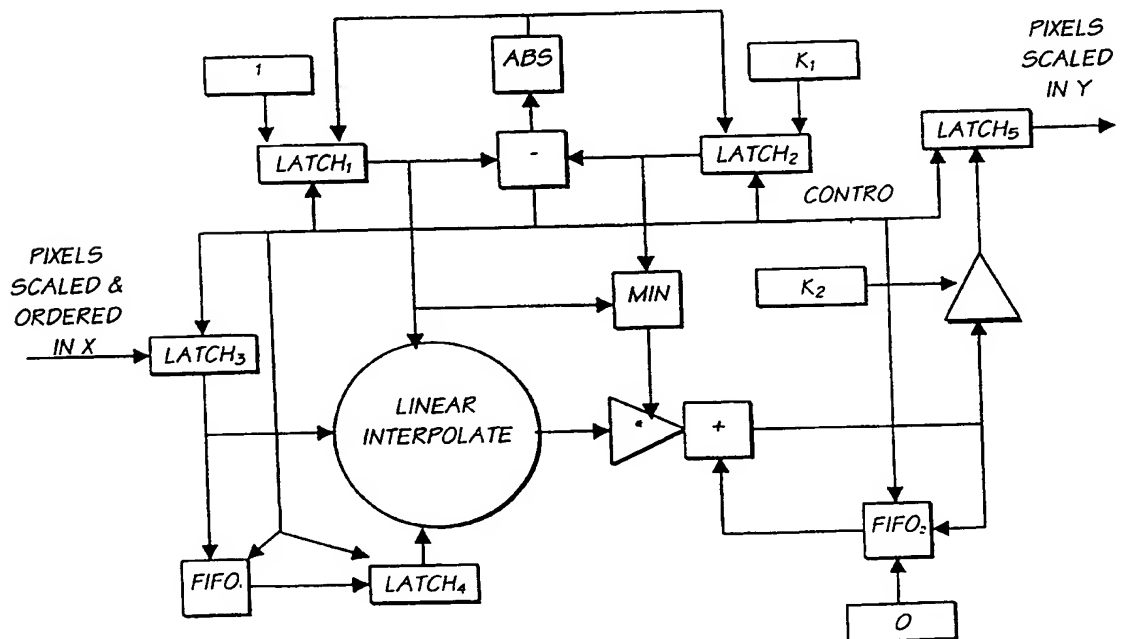 PIXELS
SCALED
IN Y
ABS
1
K₁
LATCH₅
LATCH₁
-
LATCH₂
CONTRO
PIXELS
SCALED &
ORDERED
IN X
K₂
MIN
LATCH₃
LINEAR
INTERPOLATE
*
+
FIFO₂
FIFO.
LATCH₄
0